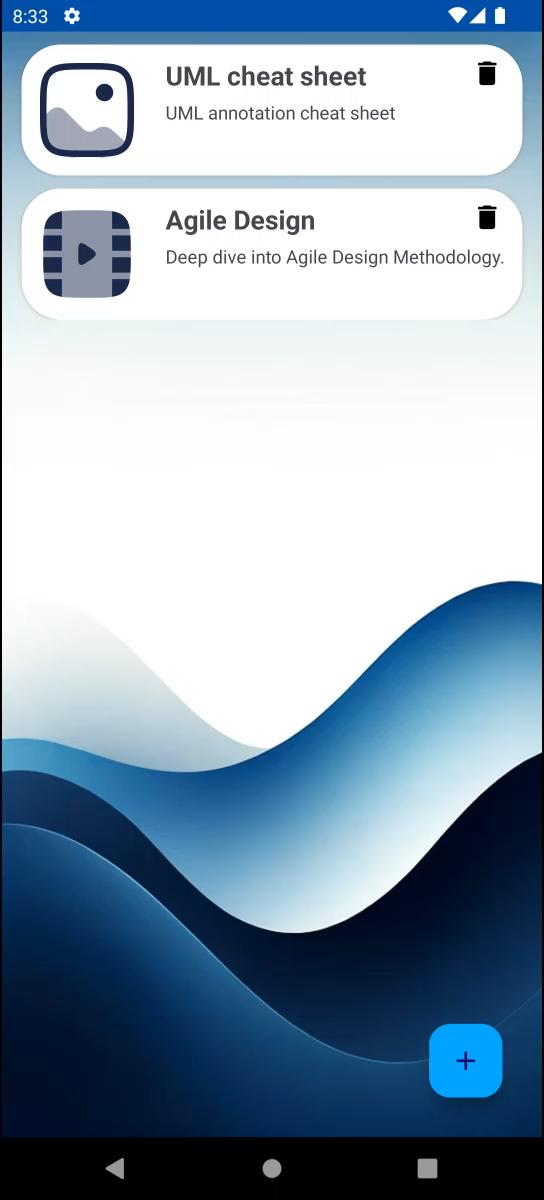 8:33
UML cheat sheet
UML annotation cheat sheet
Agile Design
Deep dive into Agile Design Methodology.
+